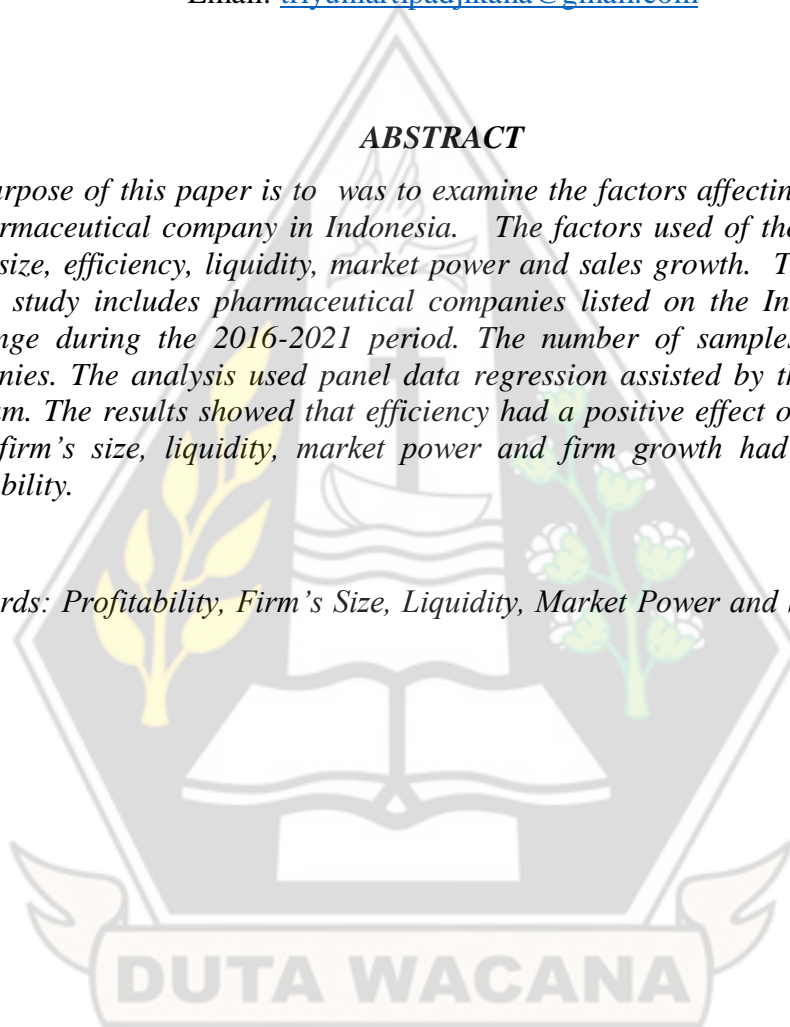 Email: triyumartipadjikana@gmail.com
ABSTRACT
urpose of this paper is to was to examine the factors affectin
rmaceutical company in Indonesia. The factors used of the
size, efficiency, liquidity, market power and sales growth. T
study includes pharmaceutical companies listed on the In
nge during the 2016-2021 period. The number of samples
nies. The analysis used panel data regression assisted by th
am. The results showed that efficiency had a positive effect o
firm’s size, liquidity, market power and firm growth had
bility.
rds: Profitability, Firm’s Size, Liquidity, Market Power and
DUTA WACANA